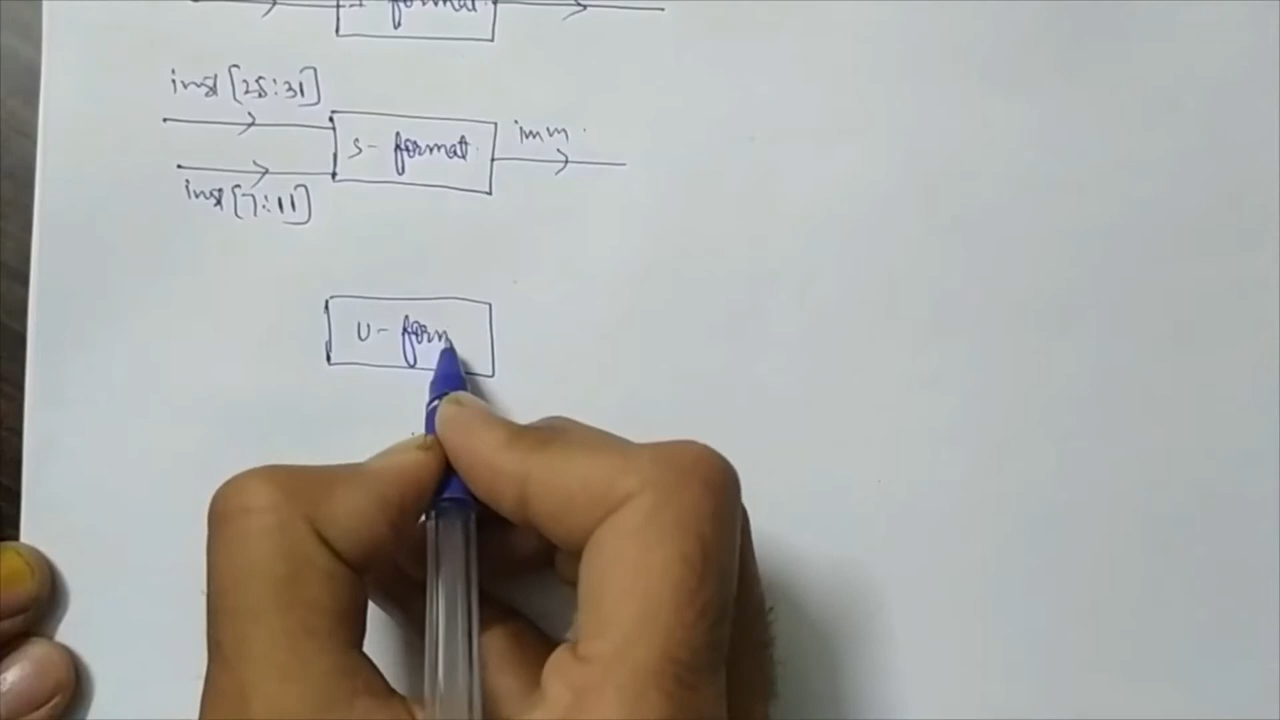 format.
inst [25:31]
S- format.
imm.
inst [7:11]
U- form